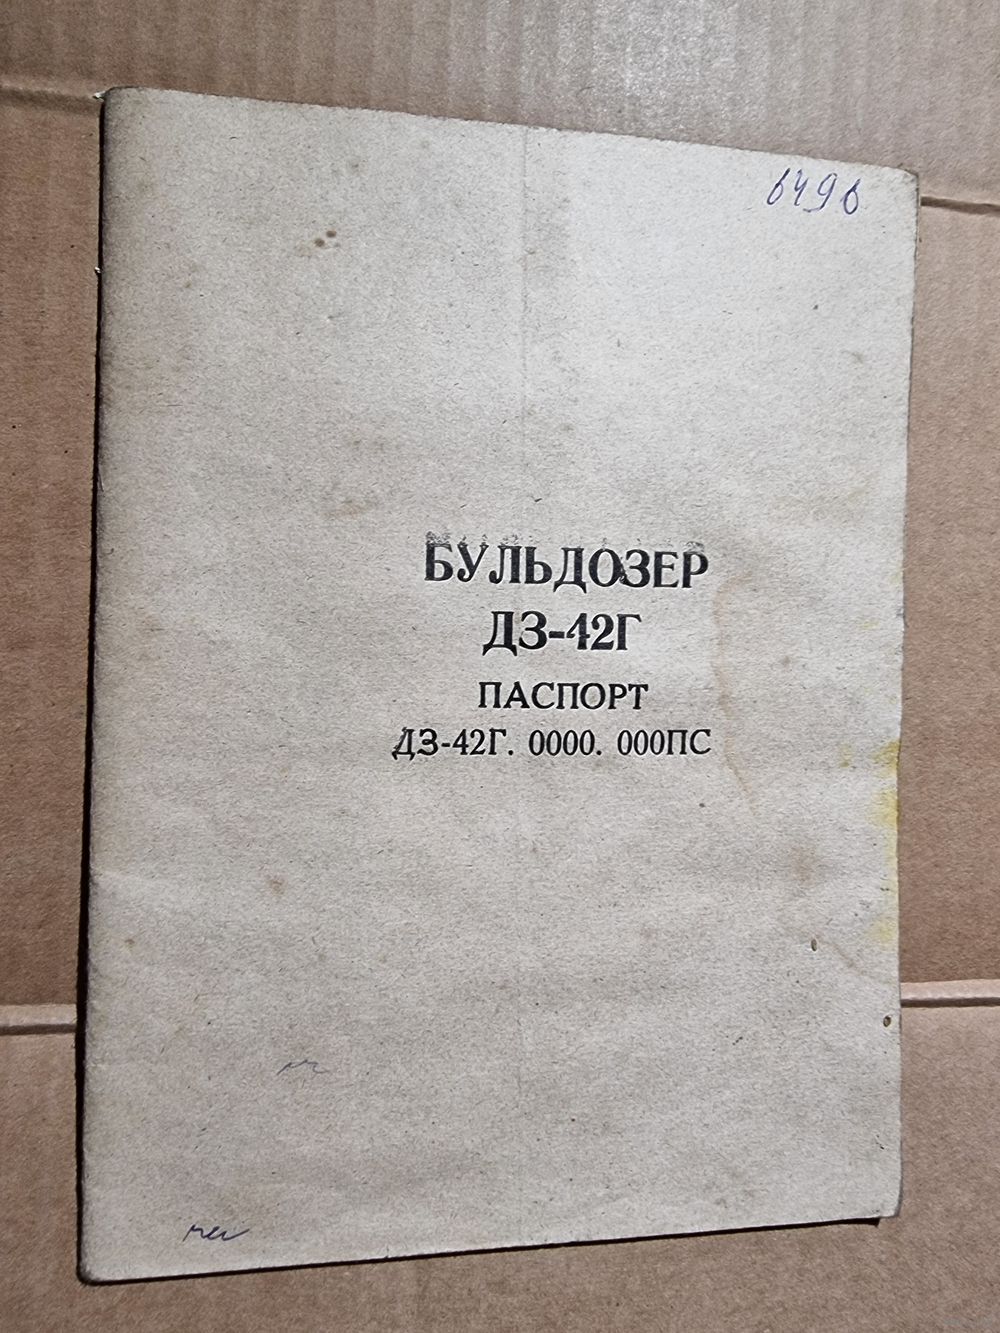 6496
БУЛЬДОЗЕР
ДЗ-42Г
ПАСПОРТ
ДЗ-42Г. 0000. 000ПС